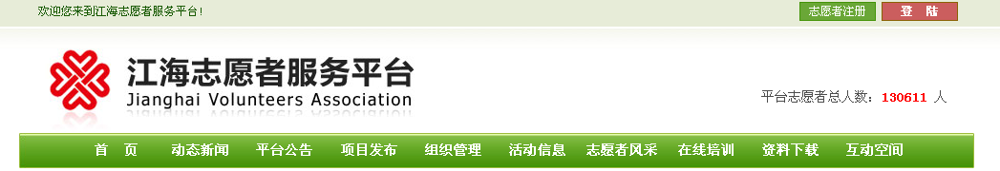 欢迎您来到江海志愿者服务平台!
志愿者注册 登 陆
江海志愿者服务平台
Jianghai Volunteers Association
平台志愿者总人数：130611 人
首 页 动态新闻 平台公告 项目发布 组织管理 活动信息 志愿者风采 在线培训 资料下载 互动空间